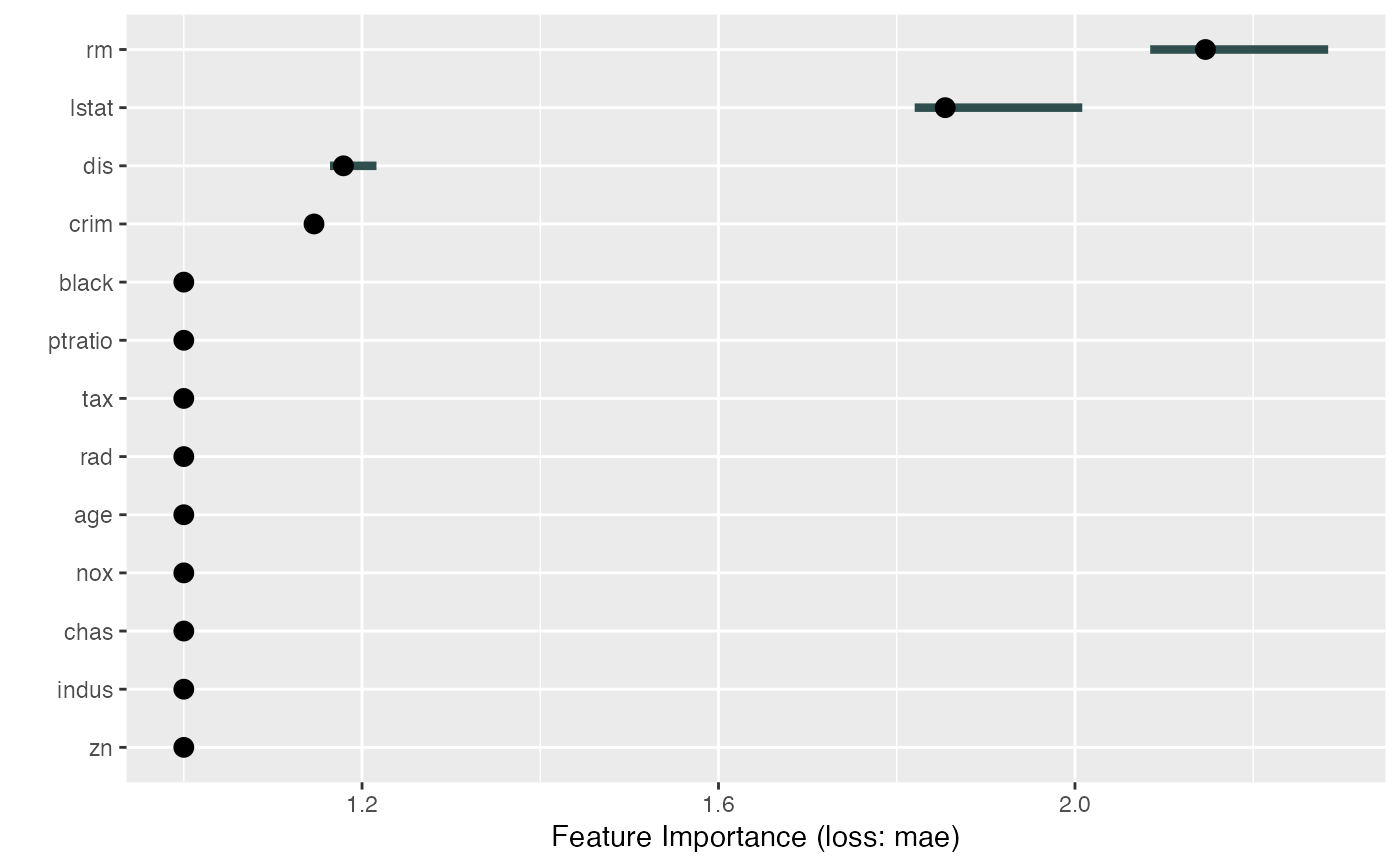 rm
lstat
dis
crim
black
ptratio
tax
rad
age
nox
chas
indus
zn
1.2 1.6 2.0
Feature Importance (loss: mae)